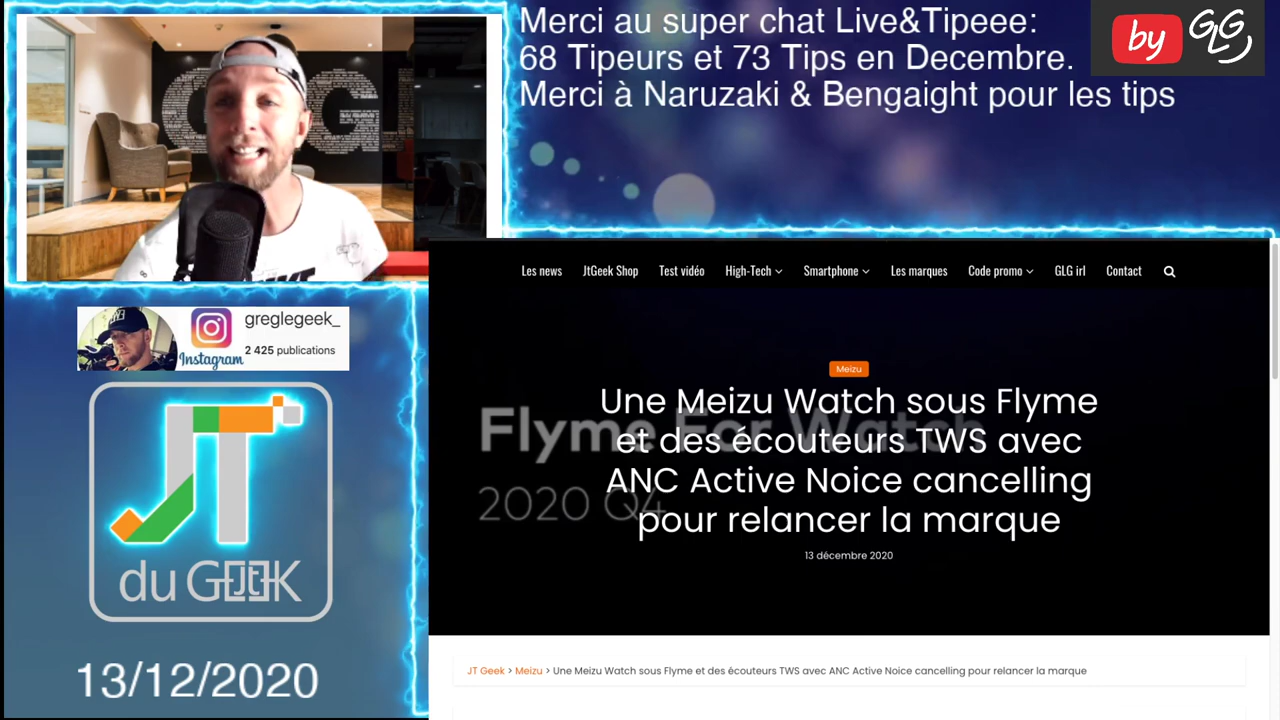 Merci au super chat Live&Tipeee:
68 Tipeurs et 73 Tips en Decembre.
Merci à Naruzaki & Bengaight pour les tips
by GLG
greglegeek_
Instagram
2 425 publications
JT
du GEEK
13/12/2020
Les news JtGeek Shop Test vidéo High-Tech Smartphone Les marques Code promo GLG irl Contact
Flyme For Watch
2020 Q4
Meizu
Une Meizu Watch sous Flyme
et des écouteurs TWS avec
ANC Active Noice cancelling
pour relancer la marque
13 décembre 2020
JT Geek > Meizu > Une Meizu Watch sous Flyme et des écouteurs TWS avec ANC Active Noice cancelling pour relancer la marque